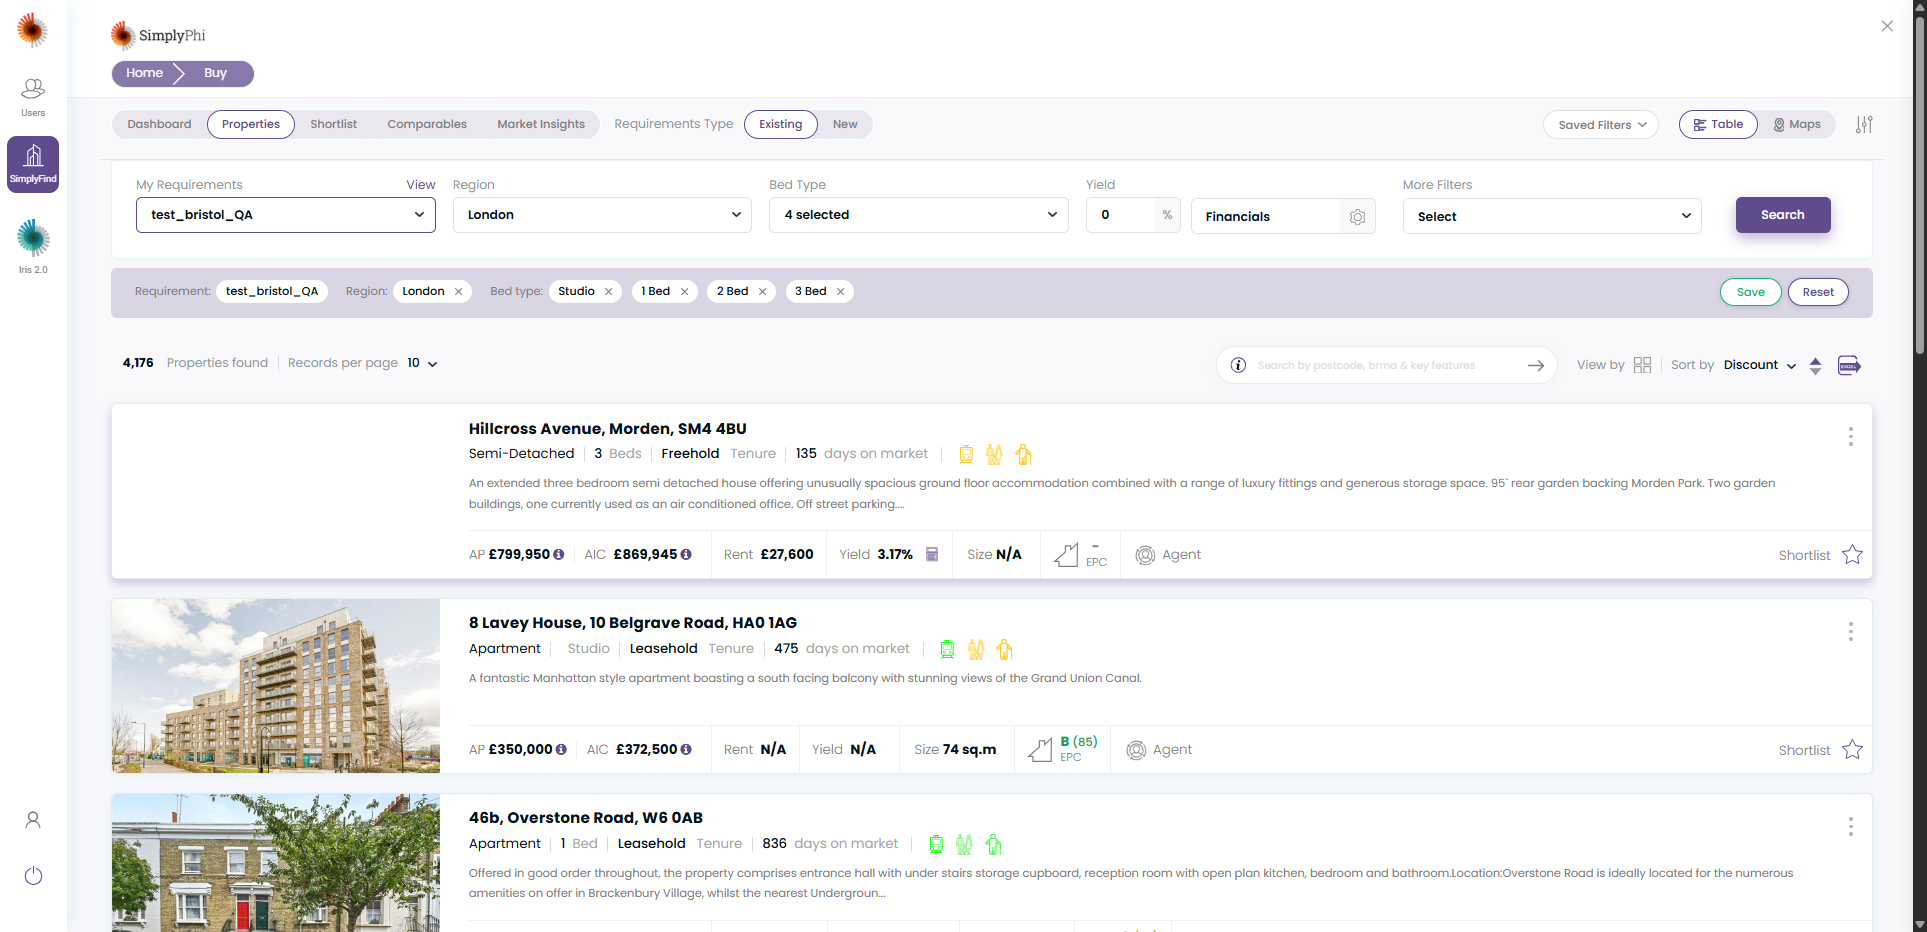 SimplyPhi
Home Buy
Users
SimplyFind
Iris 2.0
Dashboard Properties Shortlist Comparables Market Insights Requirements Type Existing New Saved Filters Table Maps
My Requirements View Region Bed Type Yield More Filters
test_bristol_QA London 4 selected 0 % Financials Select Search
Requirement: test_bristol_QA Region: London Bed type: Studio 1 Bed 2 Bed 3 Bed Save Reset
4,176 Properties found Records per page 10 Search by postcode, brma & key features View by Sort by Discount EXCEL
Hillcross Avenue, Morden, SM4 4BU
Semi-Detached 3 Beds Freehold Tenure 135 days on market
An extended three bedroom semi detached house offering unusually spacious ground floor accommodation combined with a range of luxury fittings and generous storage space. 95` rear garden backing Morden Park. Two garden
buildings, one currently used as an air conditioned office. Off street parking....
AP £799,950 AIC £869,945 Rent £27,600 Yield 3.17% Size N/A - EPC Agent Shortlist
8 Lavey House, 10 Belgrave Road, HA0 1AG
Apartment Studio Leasehold Tenure 475 days on market
A fantastic Manhattan style apartment boasting a south facing balcony with stunning views of the Grand Union Canal.
AP £350,000 AIC £372,500 Rent N/A Yield N/A Size 74 sq.m B (85) EPC Agent Shortlist
46b, Overstone Road, W6 0AB
Apartment 1 Bed Leasehold Tenure 836 days on market
Offered in good order throughout, the property comprises entrance hall with under stairs storage cupboard, reception room with open plan kitchen, bedroom and bathroom.Location:Overstone Road is ideally located for the numerous
amenities on offer in Brackenbury Village, whilst the nearest Undergroun...